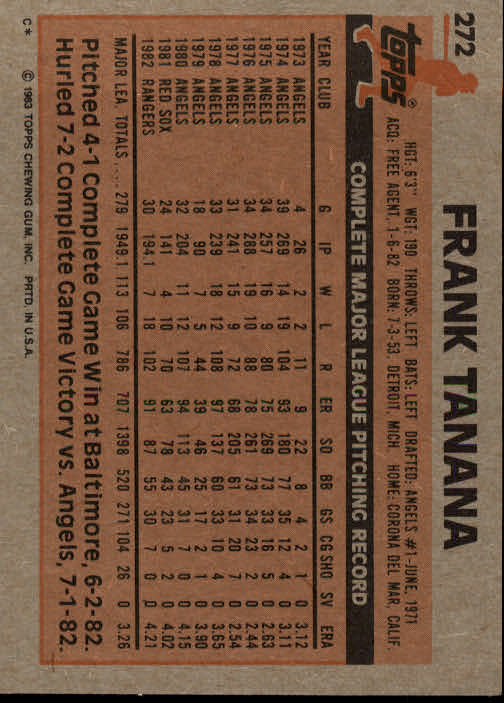 272
FRANK TANANA
topps®
HGT: 6'3" WGT: 190 THROWS: LEFT BATS: LEFT DRAFTED: ANGELS #1-JUNE, 1971
ACQ: FREE AGENT, 1-6-82 BORN: 7-3-53, DETROIT, MICH HOME: CORONA DEL MAR, CALIF.
COMPLETE MAJOR LEAGUE PITCHING RECORD
YEAR CLUB G IP W L R ER SO BB GS CG SHO SV ERA
1973 ANGELS 4 26 2 2 11 9 22 8 4 2 1 0 3.12
1974 ANGELS 39 269 14 19 104 93 180 77 35 12 4 0 3.11
1975 ANGELS 34 257 16 9 80 75 269 73 33 16 5 0 2.63
1976 ANGELS 34 288 19 10 88 78 261 73 34 23 2 0 2.44
1977 ANGELS 31 241 15 9 72 68 205 61 31 20 7 0 2.54
1978 ANGELS 33 239 18 12 108 97 137 60 33 10 4 0 3.65
1979 ANGELS 18 90 7 5 44 39 46 25 17 2 1 0 3.90
1980 ANGELS 32 204 11 12 107 94 113 45 31 7 0 0 4.15
1981 RED SOX 24 141 4 10 70 63 78 43 23 5 2 0 4.02
1982 RANGERS 30 194.1 7 18 102 91 87 55 30 7 0 0 4.21
MAJOR LEA. TOTALS .... 279 1949.1 113 106 786 707 1398 520 271 104 26 0 3.26
Pitched 4-1 Complete Game Win at Baltimore, 6-2-82.
Hurled 7-2 Complete Game Victory vs. Angels, 7-1-82.
C* © 1983 TOPPS CHEWING GUM, INC. PRTD. IN U.S.A.